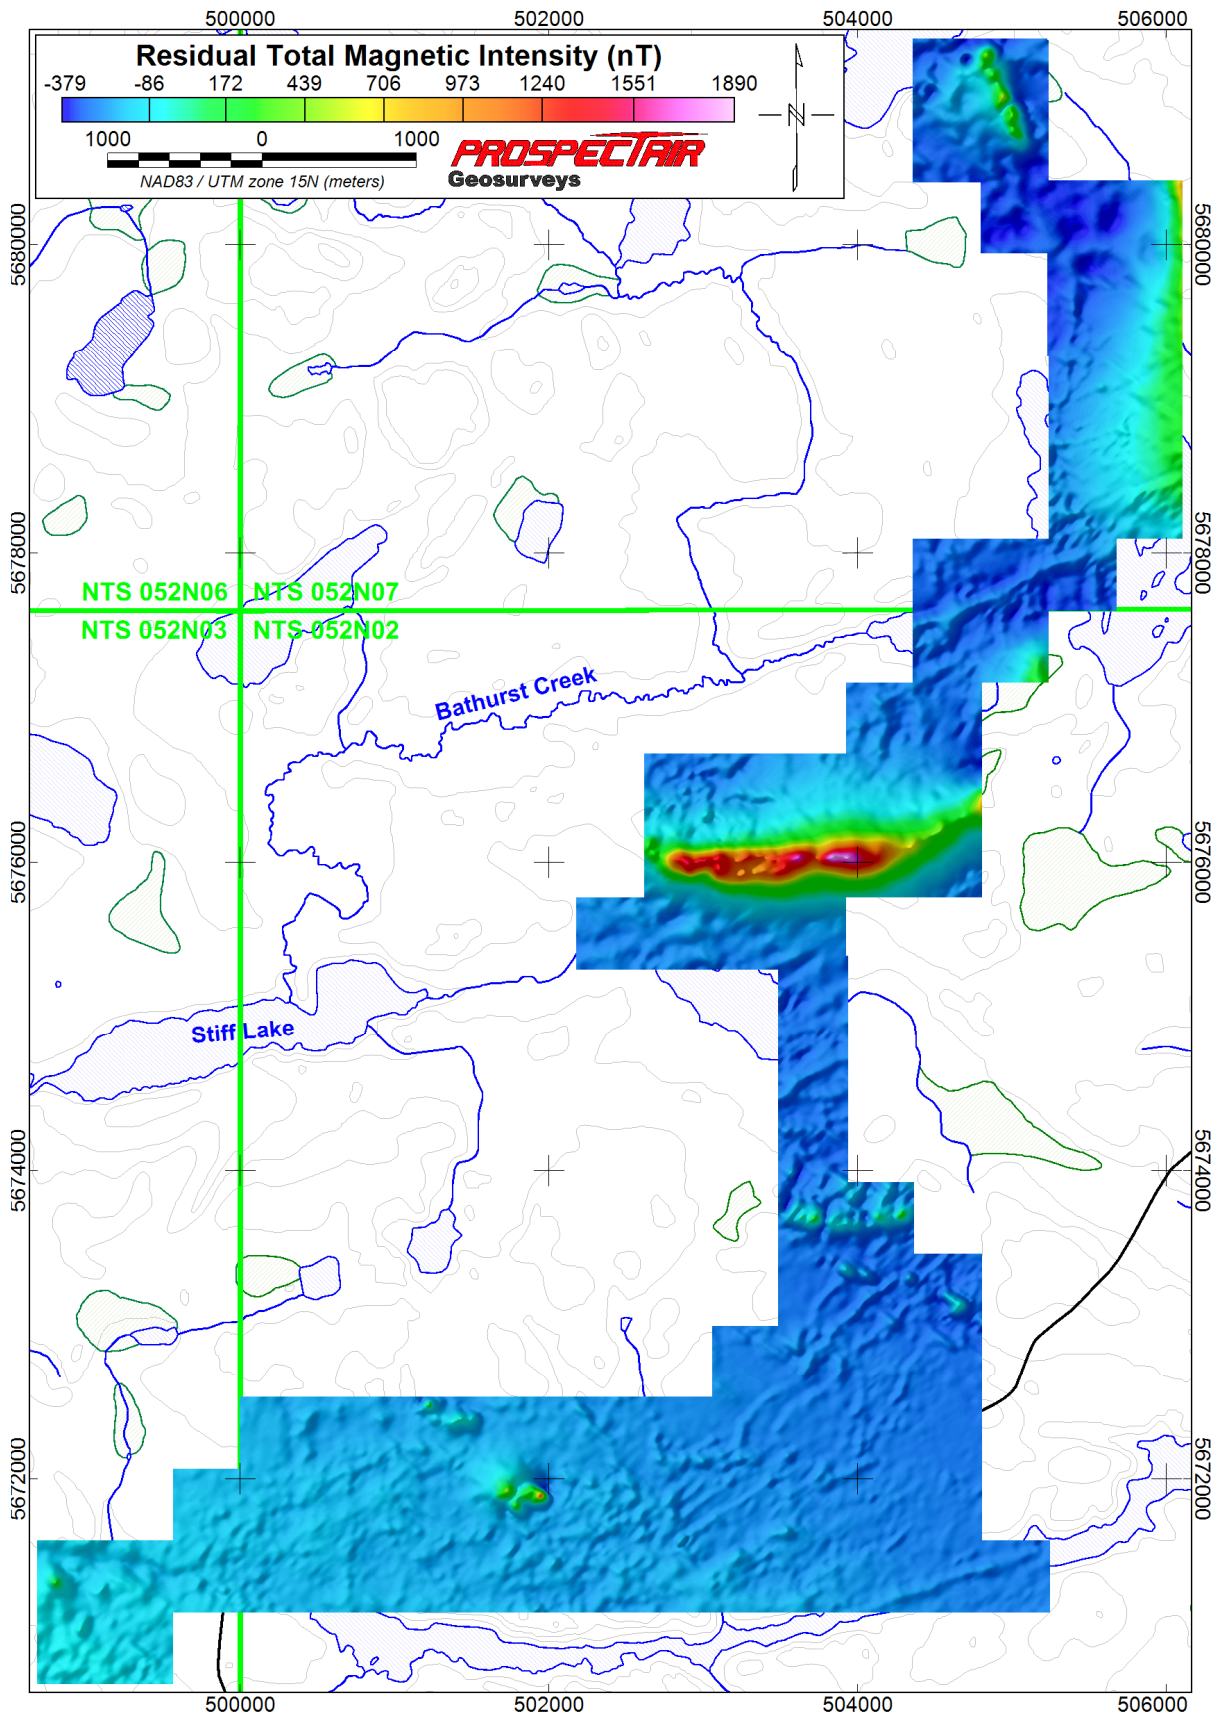 500000 502000 504000 506000
Residual Total Magnetic Intensity (nT)
-379 -86 172 439 706 973 1240 1551 1890
1000 0 1000
NAD83 / UTM zone 15N (meters)
PROSPECTAIR
Geosurveys
N
5680000 5680000
5678000 5678000
NTS 052N06 NTS 052N07
NTS 052N03 NTS 052N02
Bathurst Creek
5676000 5676000
Stiff Lake
5674000 5674000
5672000 5672000
500000 502000 504000 506000